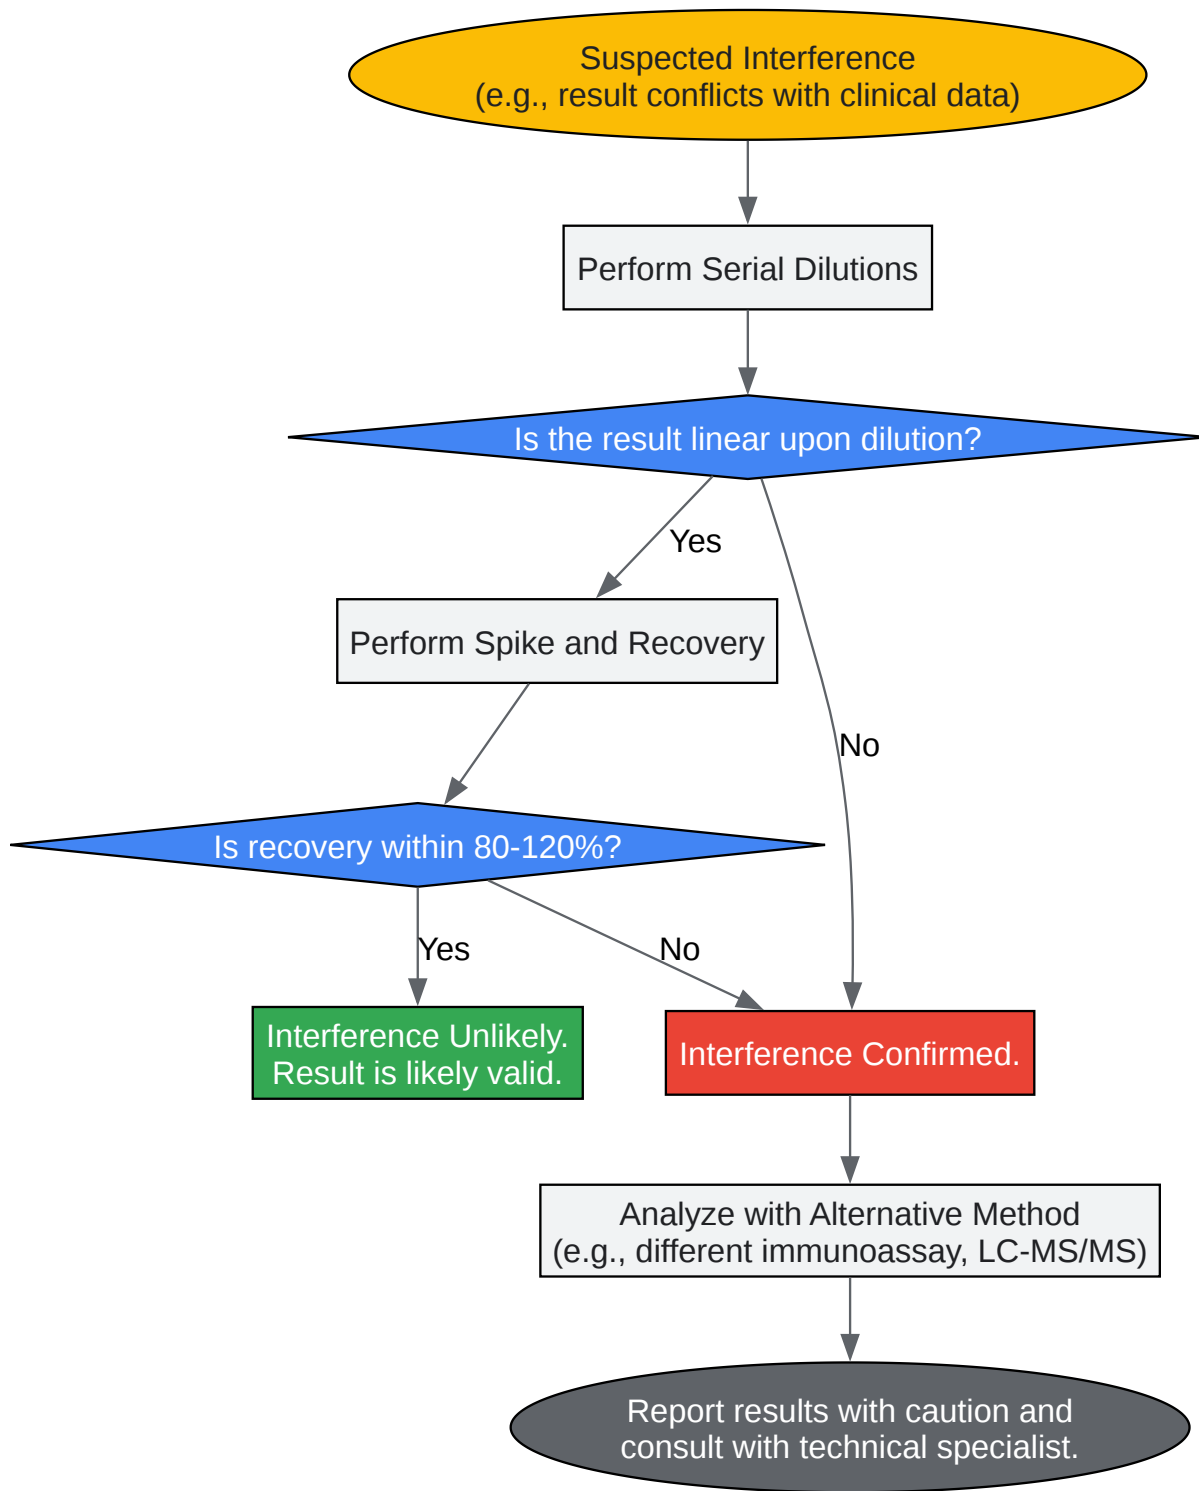 Suspected Interference
(e.g., result conflicts with clinical data)
Perform Serial Dilutions
Is the result linear upon dilution?
Yes
Perform Spike and Recovery
No
Is recovery within 80-120%?
Yes
No
Interference Unlikely.
Result is likely valid.
Interference Confirmed.
Analyze with Alternative Method
(e.g., different immunoassay, LC-MS/MS)
Report results with caution and
consult with technical specialist.